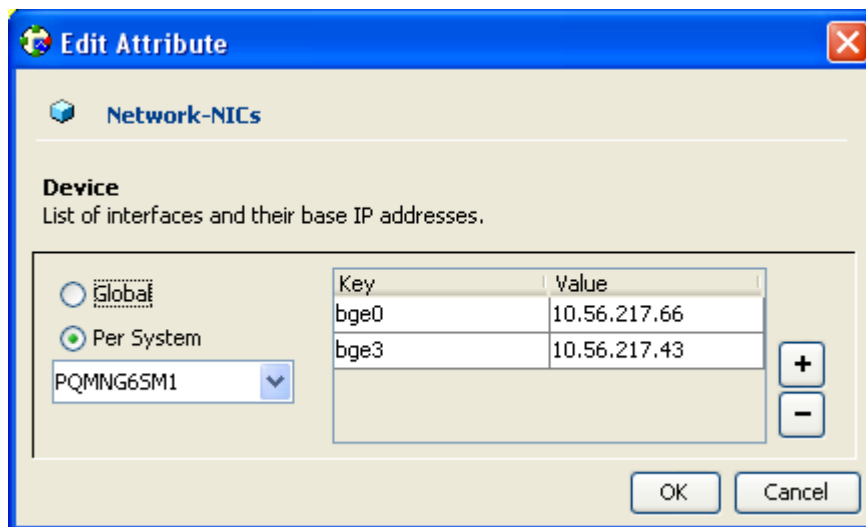 Edit Attribute
Network-NICs
Device
List of interfaces and their base IP addresses.
Global
Per System
PQMNG6SM1
Key Value
bge0 10.56.217.66
bge3 10.56.217.43
+
−
OK Cancel